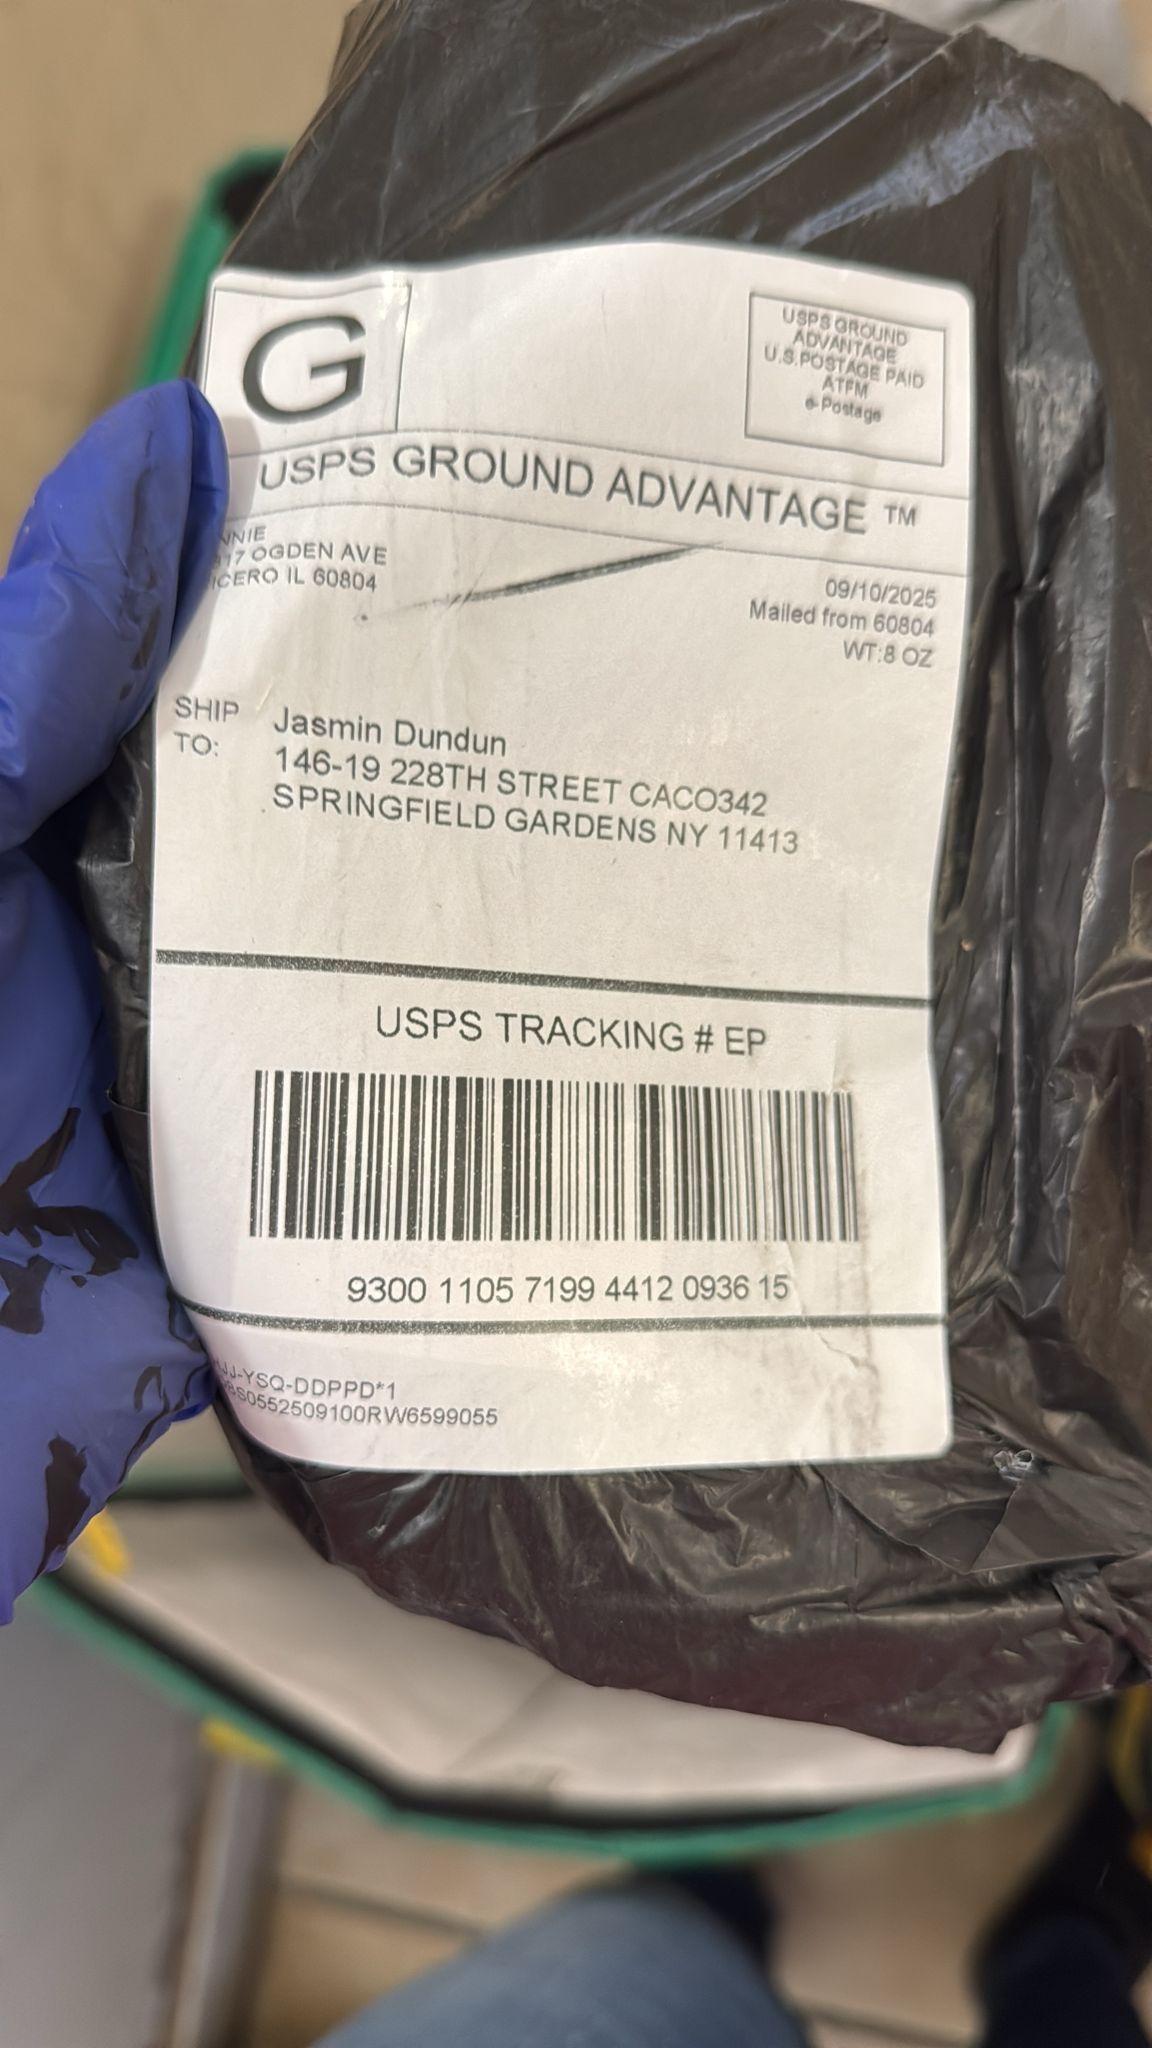 G
USPS GROUND
ADVANTAGE
U.S.POSTAGE PAID
ATFM
e-Postage
USPS GROUND ADVANTAGE ™
OGDEN AVE
IL 60804
09/10/2025
Mailed from 60804
WT:8 OZ
SHIP
TO:
Jasmin Dundun
146-19 228TH STREET CACO342
SPRINGFIELD GARDENS NY 11413
USPS TRACKING # EP
9300 1105 7199 4412 0936 15
-YSQ-DDPPD*1
S0552509100RW6599055